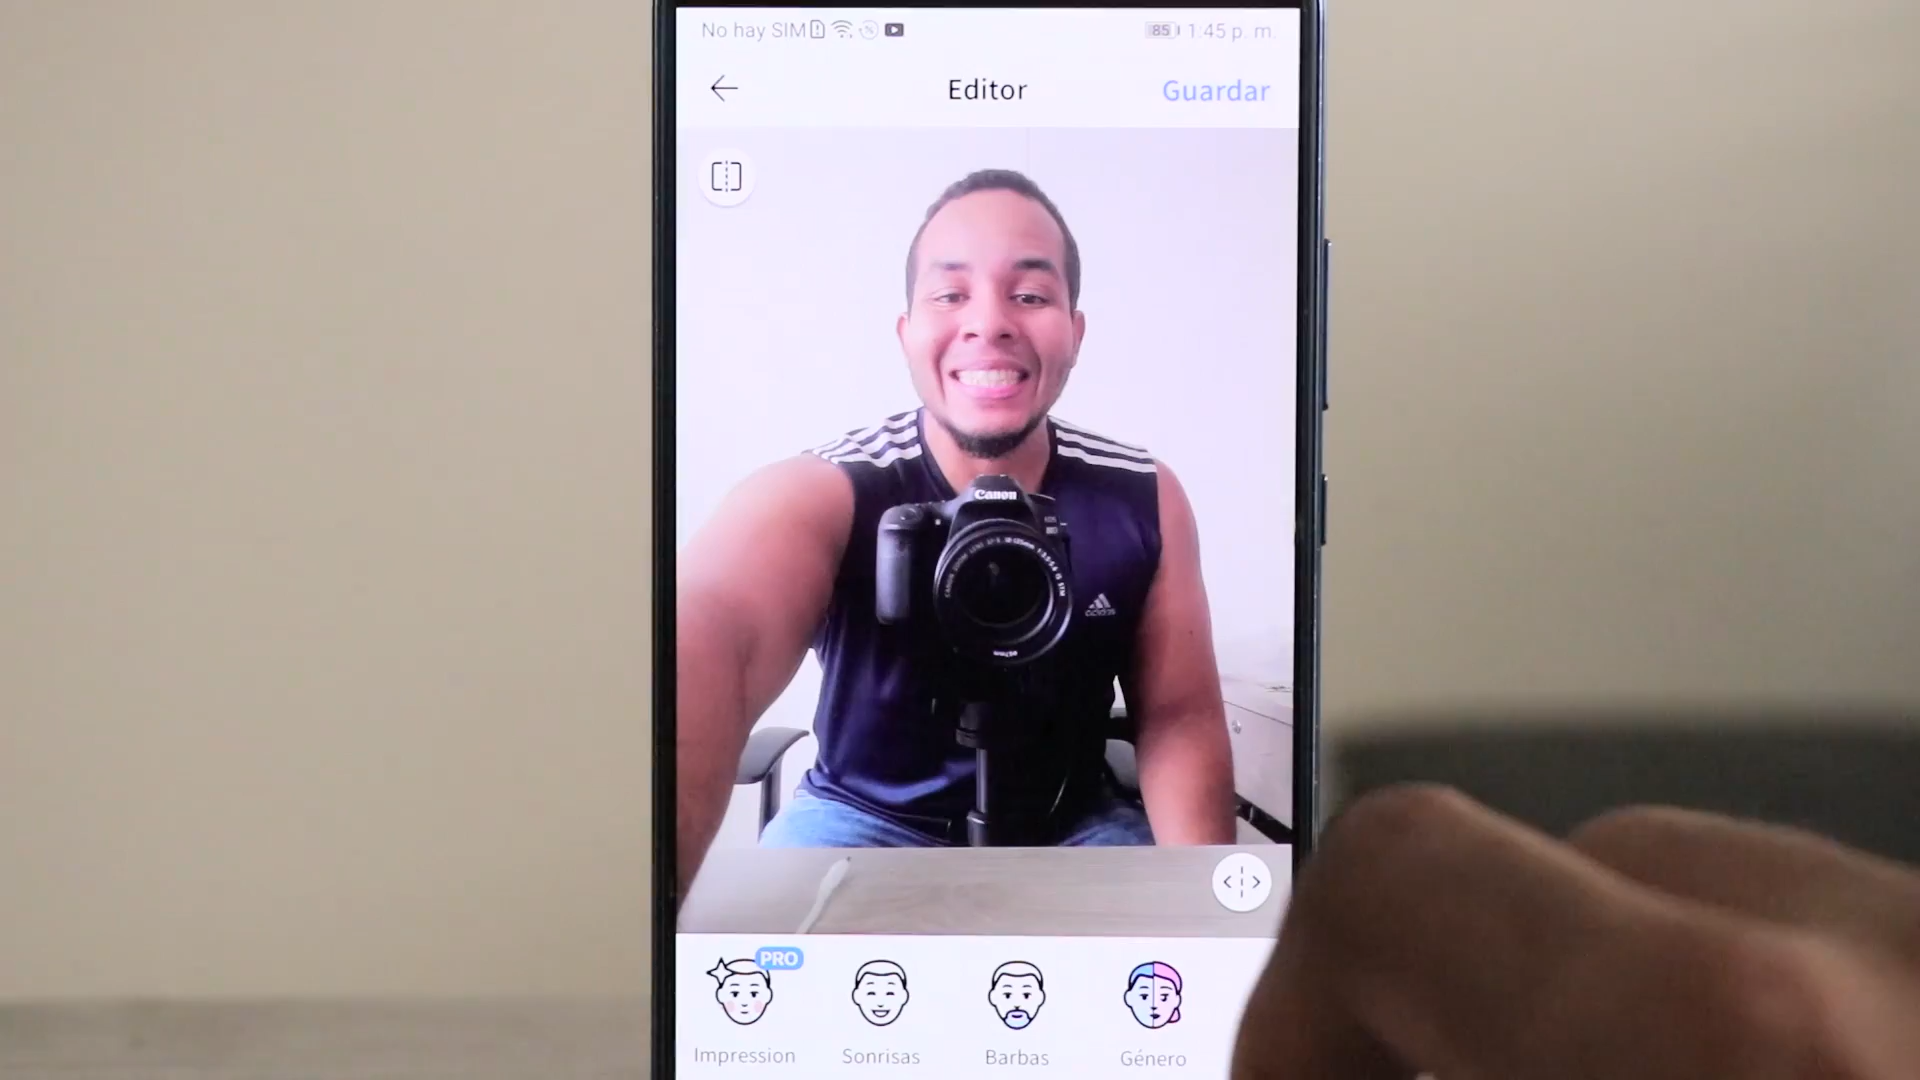 No hay SIM 85 1:45 p. m.
Editor Guardar
Canon
adidas
PRO
Impression Sonrisas Barbas Género